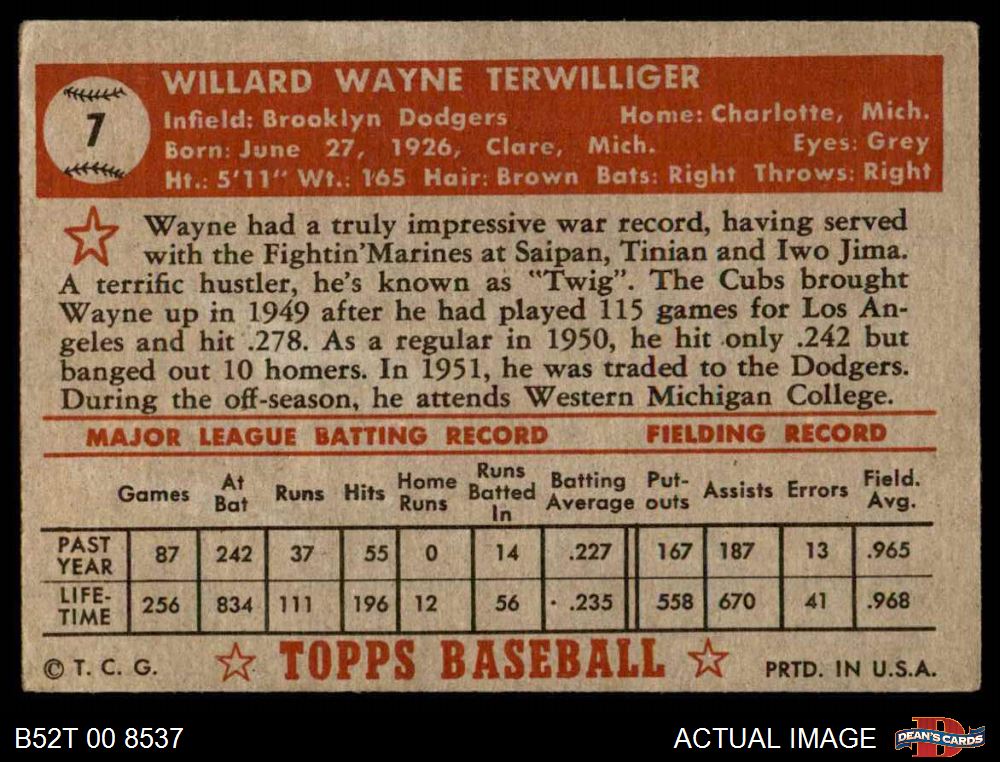 7
WILLARD WAYNE TERWILLIGER
Infield: Brooklyn Dodgers Home: Charlotte, Mich.
Born: June 27, 1926, Clare, Mich. Eyes: Grey
Ht.: 5'11" Wt.: 165 Hair: Brown Bats: Right Throws: Right
Wayne had a truly impressive war record, having served
with the Fightin' Marines at Saipan, Tinian and Iwo Jima.
A terrific hustler, he's known as "Twig". The Cubs brought
Wayne up in 1949 after he had played 115 games for Los An-
geles and hit .278. As a regular in 1950, he hit only .242 but
banged out 10 homers. In 1951, he was traded to the Dodgers.
During the off-season, he attends Western Michigan College.
MAJOR LEAGUE BATTING RECORD FIELDING RECORD
Games At Bat Runs Hits Home Runs Runs Batted In Batting Average Put-outs Assists Errors Field. Avg.
PAST YEAR 87 242 37 55 0 14 .227 167 187 13 .965
LIFE-TIME 256 834 111 196 12 56 .235 558 670 41 .968
© T. C. G. TOPPS BASEBALL PRTD. IN U.S.A.
B52T 00 8537 ACTUAL IMAGE D DEAN'S CARDS